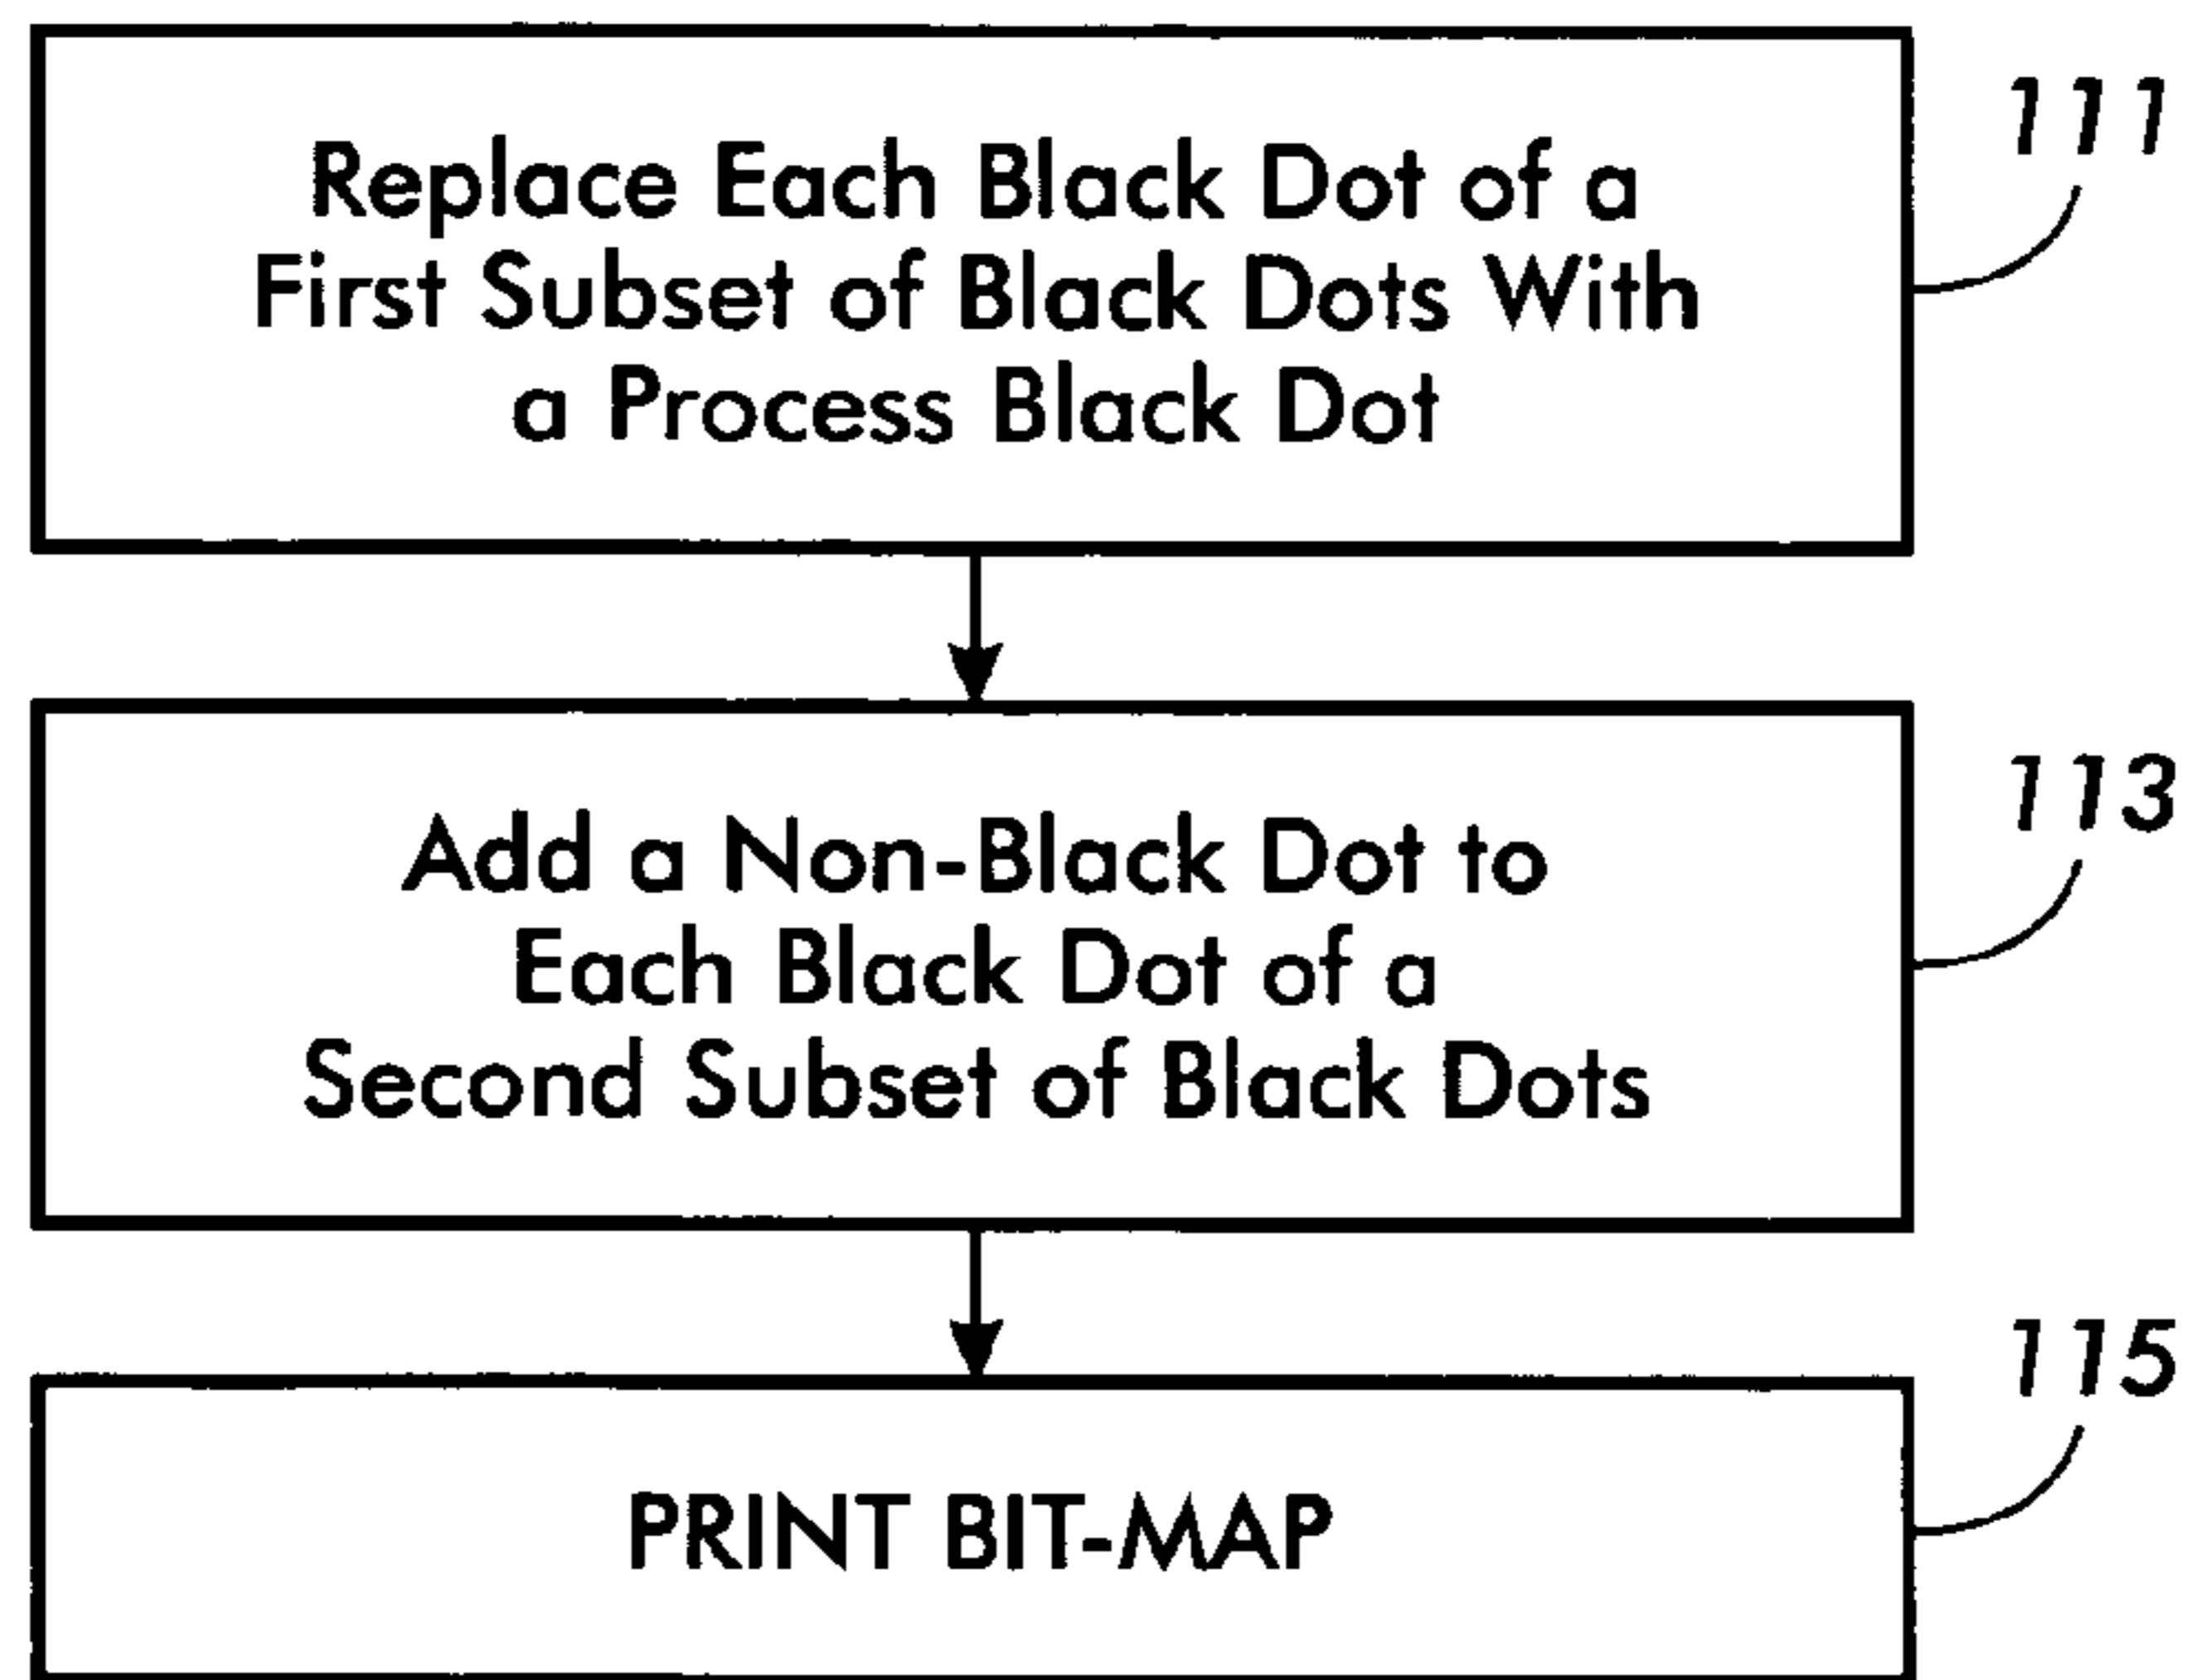 111
Replace Each Black Dot of a
First Subset of Black Dots With
a Process Black Dot
113
Add a Non-Black Dot to
Each Black Dot of a
Second Subset of Black Dots
115
PRINT BIT-MAP